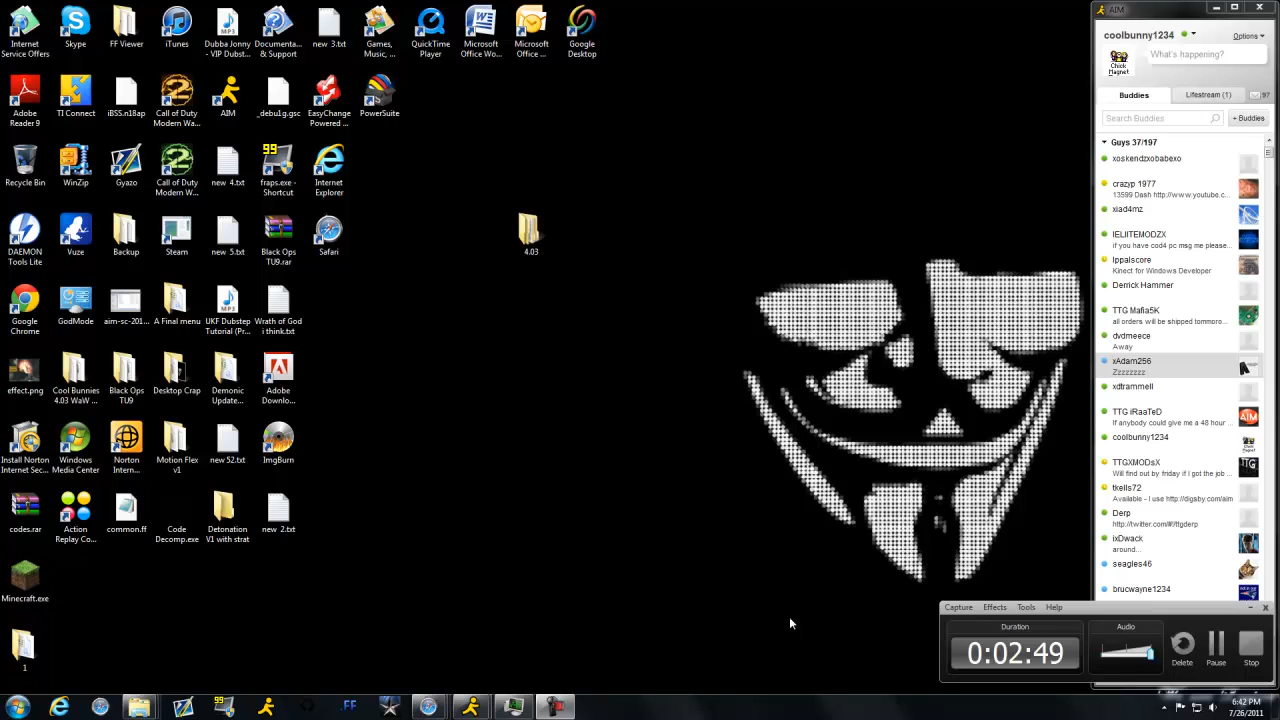 Internet
Service Offers
Skype
FF Viewer
iTunes
Dubba Jonny
- VIP Dubst...
Documenta...
& Support
new 3.txt
Games,
Music, ...
QuickTime
Player
Microsoft
Office Wo...
Microsoft
Office ...
Google
Desktop
Adobe
Reader 9
TI Connect
iBSS.n18ap
Call of Duty
Modern Wa...
AIM
_debu1g.gsc
EasyChange
Powered ...
PowerSuite
Recycle Bin
WinZip
Gyazo
Call of Duty
Modern Wa...
new 4.txt
99
fraps.exe -
Shortcut
Internet
Explorer
DAEMON
Tools Lite
Vuze
Backup
Steam
new 5.txt
Black Ops
TU9.rar
Safari
4.03
Google
Chrome
GodMode
aim-sc-201...
A Final menu
UKF Dubstep
Tutorial (Pr...
Wrath of God
i think.txt
effect.png
Cool Bunnies
4.03 WaW ...
Black Ops
TU9
Desktop Crap
Demonic
Update...
Adobe
Downlo...
Install Norton
Internet Sec...
Windows
Media Center
Norton
Intern...
Motion Flex
v1
new 52.txt
ImgBurn
codes.rar
Action
Replay Co...
common.ff
Code
Decomp.exe
Detonation
V1 with strat
new 2.txt
Minecraft.exe
1
AIM
coolbunny1234
Options
Chick
Magnet
What's happening?
Buddies
Lifestream (1)
97
Search Buddies
+ Buddies
Guys 37/197
xoskendzxobabexo
crazyp 1977
13599 Dash http://www.youtube.c...
xiad4mz
IELIITEMODZX
if you have cod4 pc msg me please...
Ippaiscore
Kinect for Windows Developer
Derrick Hammer
TTG Mafia5K
all orders will be shipped tommoro...
dvdmeece
Away
xAdam256
Zzzzzzzz
xdtrammell
TTG iRaaTeD
If anybody could give me a 48 hour ...
coolbunny1234
TTGXMODsX
Will find out by friday if I got the job ...
tkells72
Available - I use http://digsby.com/aim
Derp
http://twitter.com/#!/ttgderp
ixDwack
around...
seagles46
brucwayne1234
Capture
Effects
Tools
Help
Duration
Audio
0:02:49
Delete
Pause
Stop
99
.FF
6:42 PM
7/26/2011